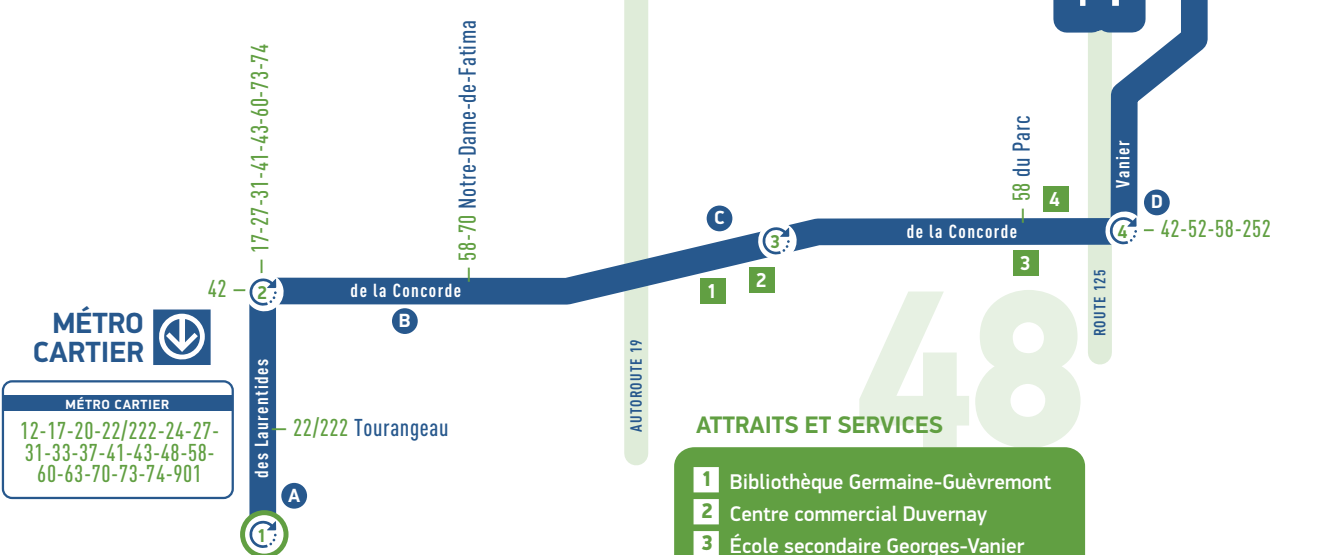 17-27-31-41-43-60-73-74
58-70 Notre-Dame-de-Fatima
58 du Parc
4
Vanier
D
C
3
de la Concorde
4
42-52-58-252
3
42
2
de la Concorde
1
2
B
MÉTRO
CARTIER
ROUTE 125
AUTOROUTE 19
48
MÉTRO CARTIER
12-17-20-22/222-24-27-
31-33-37-41-43-48-58-
60-63-70-73-74-901
des Laurentides
22/222 Tourangeau
A
1
ATTRAITS ET SERVICES
1 Bibliothèque Germaine-Guèvremont
2 Centre commercial Duvernay
3 École secondaire Georges-Vanier